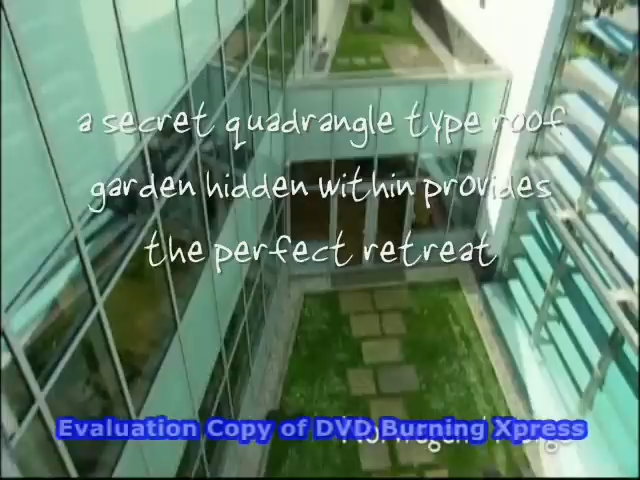 a secret quadrangle type roof
garden hidden within provides
the perfect retreat
Evaluation Copy of DVD Burning Xpress